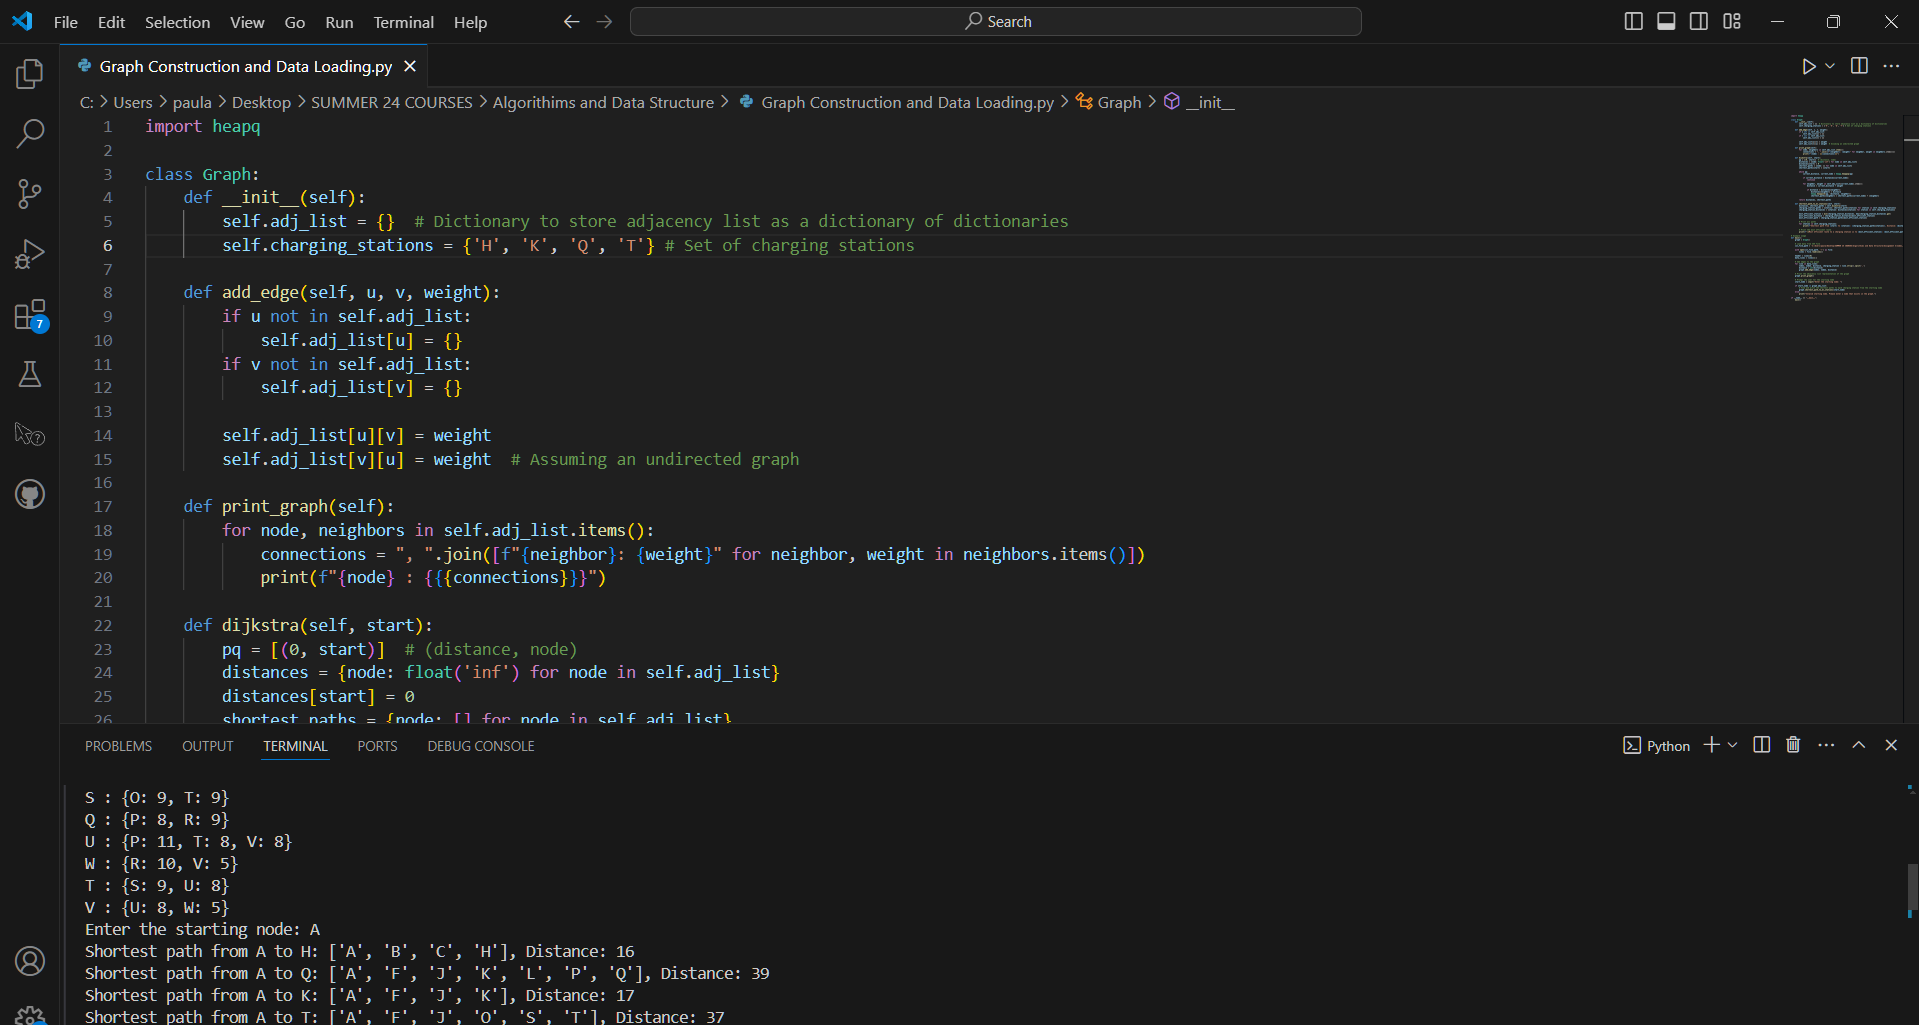 File Edit Selection View Go Run Terminal Help
Search
Graph Construction and Data Loading.py
C: > Users > paula > Desktop > SUMMER 24 COURSES > Algorithims and Data Structure > Graph Construction and Data Loading.py > Graph > __init__
1 import heapq
2
3 class Graph:
4     def __init__(self):
5         self.adj_list = {}  # Dictionary to store adjacency list as a dictionary of dictionaries
6         self.charging_stations = {'H', 'K', 'Q', 'T'} # Set of charging stations
7
8     def add_edge(self, u, v, weight):
9         if u not in self.adj_list:
10             self.adj_list[u] = {}
11         if v not in self.adj_list:
12             self.adj_list[v] = {}
13
14         self.adj_list[u][v] = weight
15         self.adj_list[v][u] = weight  # Assuming an undirected graph
16
17     def print_graph(self):
18         for node, neighbors in self.adj_list.items():
19             connections = ", ".join([f"{neighbor}: {weight}" for neighbor, weight in neighbors.items()])
20             print(f"{node} : {{{connections}}}")
21
22     def dijkstra(self, start):
23         pq = [(0, start)]  # (distance, node)
24         distances = {node: float('inf') for node in self.adj_list}
25         distances[start] = 0
26         shortest_paths = {node: [] for node in self.adj_list}
7
PROBLEMS OUTPUT TERMINAL PORTS DEBUG CONSOLE
Python
S : {O: 9, T: 9}
Q : {P: 8, R: 9}
U : {P: 11, T: 8, V: 8}
W : {R: 10, V: 5}
T : {S: 9, U: 8}
V : {U: 8, W: 5}
Enter the starting node: A
Shortest path from A to H: ['A', 'B', 'C', 'H'], Distance: 16
Shortest path from A to Q: ['A', 'F', 'J', 'K', 'L', 'P', 'Q'], Distance: 39
Shortest path from A to K: ['A', 'F', 'J', 'K'], Distance: 17
Shortest path from A to T: ['A', 'F', 'J', 'O', 'S', 'T'], Distance: 37